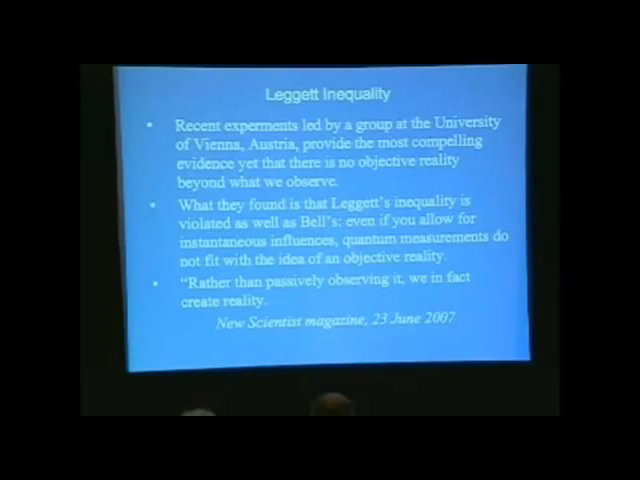 Leggett Inequality
• Recent experments led by a group at the University
of Vienna, Austria, provide the most compelling
evidence yet that there is no objective reality
beyond what we observe.
• What they found is that Leggett's inequality is
violated as well as Bell's: even if you allow for
instantaneous influences, quantum measurements do
not fit with the idea of an objective reality.
• "Rather than passively observing it, we in fact
create reality.
New Scientist magazine, 23 June 2007